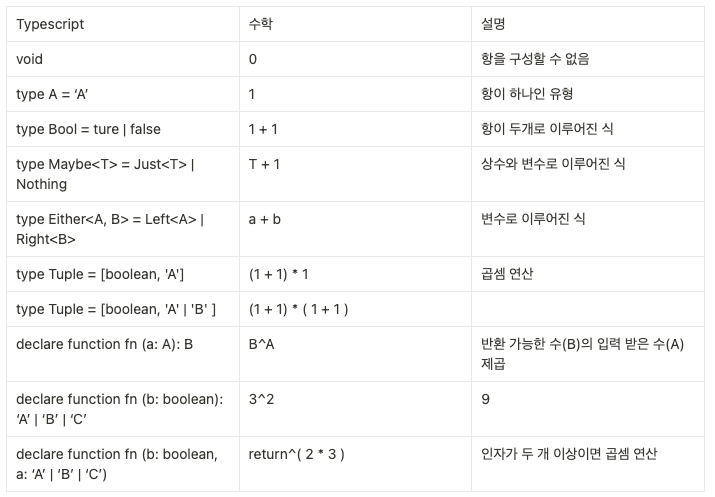 Typescript 수학 설명
void 0 항을 구성할 수 없음
type A = ‘A’ 1 항이 하나인 유형
type Bool = ture | false 1 + 1 항이 두개로 이루어진 식
type Maybe<T> = Just<T> | T + 1 상수와 변수로 이루어진 식
Nothing
type Either<A, B> = Left<A> | a + b 변수로 이루어진 식
Right<B>
type Tuple = [boolean, 'A'] (1 + 1) * 1 곱셈 연산
type Tuple = [boolean, 'A' | 'B' ] (1 + 1) * ( 1 + 1 )
declare function fn (a: A): B B^A 반환 가능한 수(B)의 입력 받은 수(A)
제곱
declare function fn (b: boolean): 3^2 9
‘A’ | ‘B’ | ‘C’
declare function fn (b: boolean, return^( 2 * 3 ) 인자가 두 개 이상이면 곱셈 연산
a: ‘A’ | ‘B’ | ‘C’)